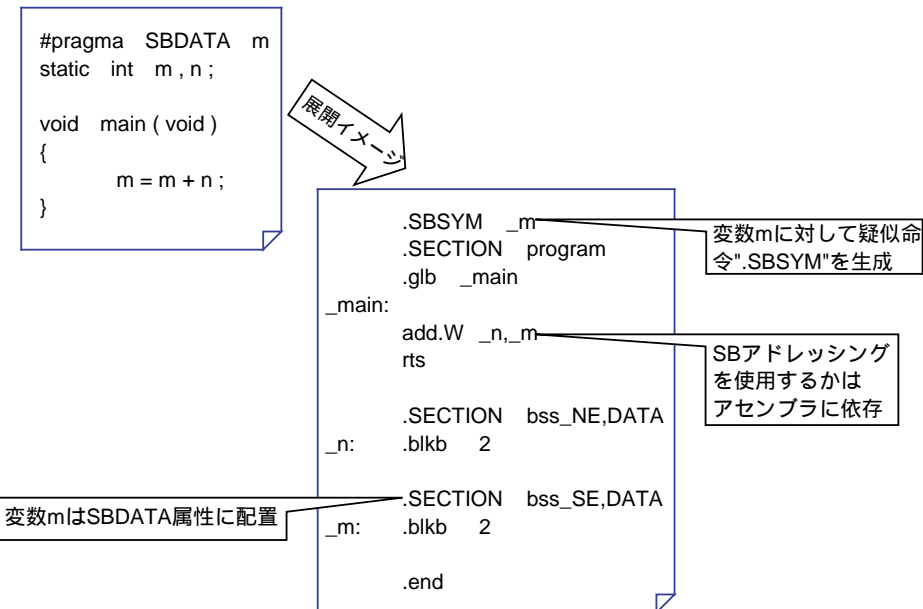 #pragma SBDATA m
static int m , n ;
void main ( void )
{
m = m + n ;
}
展開イメージ
.SBSYM _m
.SECTION program
.glb _main
_main:
add.W _n,_m
rts
.SECTION bss_NE,DATA
_n: .blkb 2
.SECTION bss_SE,DATA
_m: .blkb 2
.end
変数mに対して疑似命
令".SBSYM"を生成
SBアドレッシング
を使用するかは
アセンブラに依存
変数mはSBDATA属性に配置